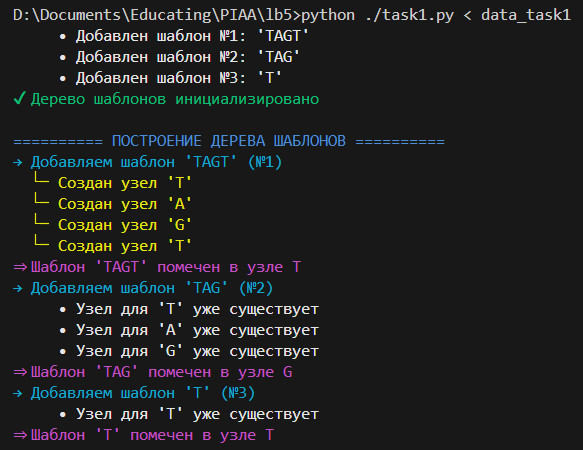 D:\Documents\Educating\PIAA\lb5>python ./task1.py < data_task1
• Добавлен шаблон №1: 'TAGT'
• Добавлен шаблон №2: 'TAG'
• Добавлен шаблон №3: 'T'
✓ Дерево шаблонов инициализировано
========== ПОСТРОЕНИЕ ДЕРЕВА ШАБЛОНОВ ==========
→ Добавляем шаблон 'TAGT' (№1)
└─ Создан узел 'T'
└─ Создан узел 'A'
└─ Создан узел 'G'
└─ Создан узел 'T'
⇒ Шаблон 'TAGT' помечен в узле T
→ Добавляем шаблон 'TAG' (№2)
• Узел для 'T' уже существует
• Узел для 'A' уже существует
• Узел для 'G' уже существует
⇒ Шаблон 'TAG' помечен в узле G
→ Добавляем шаблон 'T' (№3)
• Узел для 'T' уже существует
⇒ Шаблон 'T' помечен в узле T